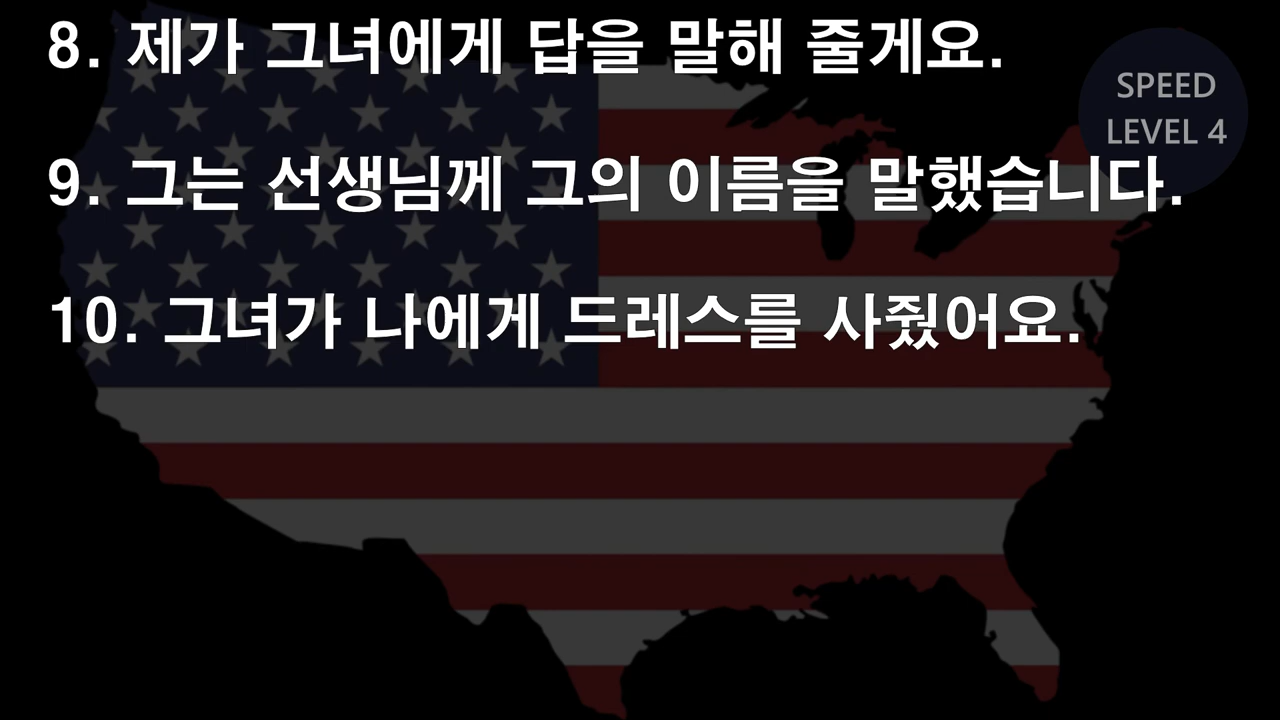 8. 제가 그녀에게 답을 말해 줄게요.
SPEED
LEVEL 4
9. 그는 선생님께 그의 이름을 말했습니다.
10. 그녀가 나에게 드레스를 사줬어요.